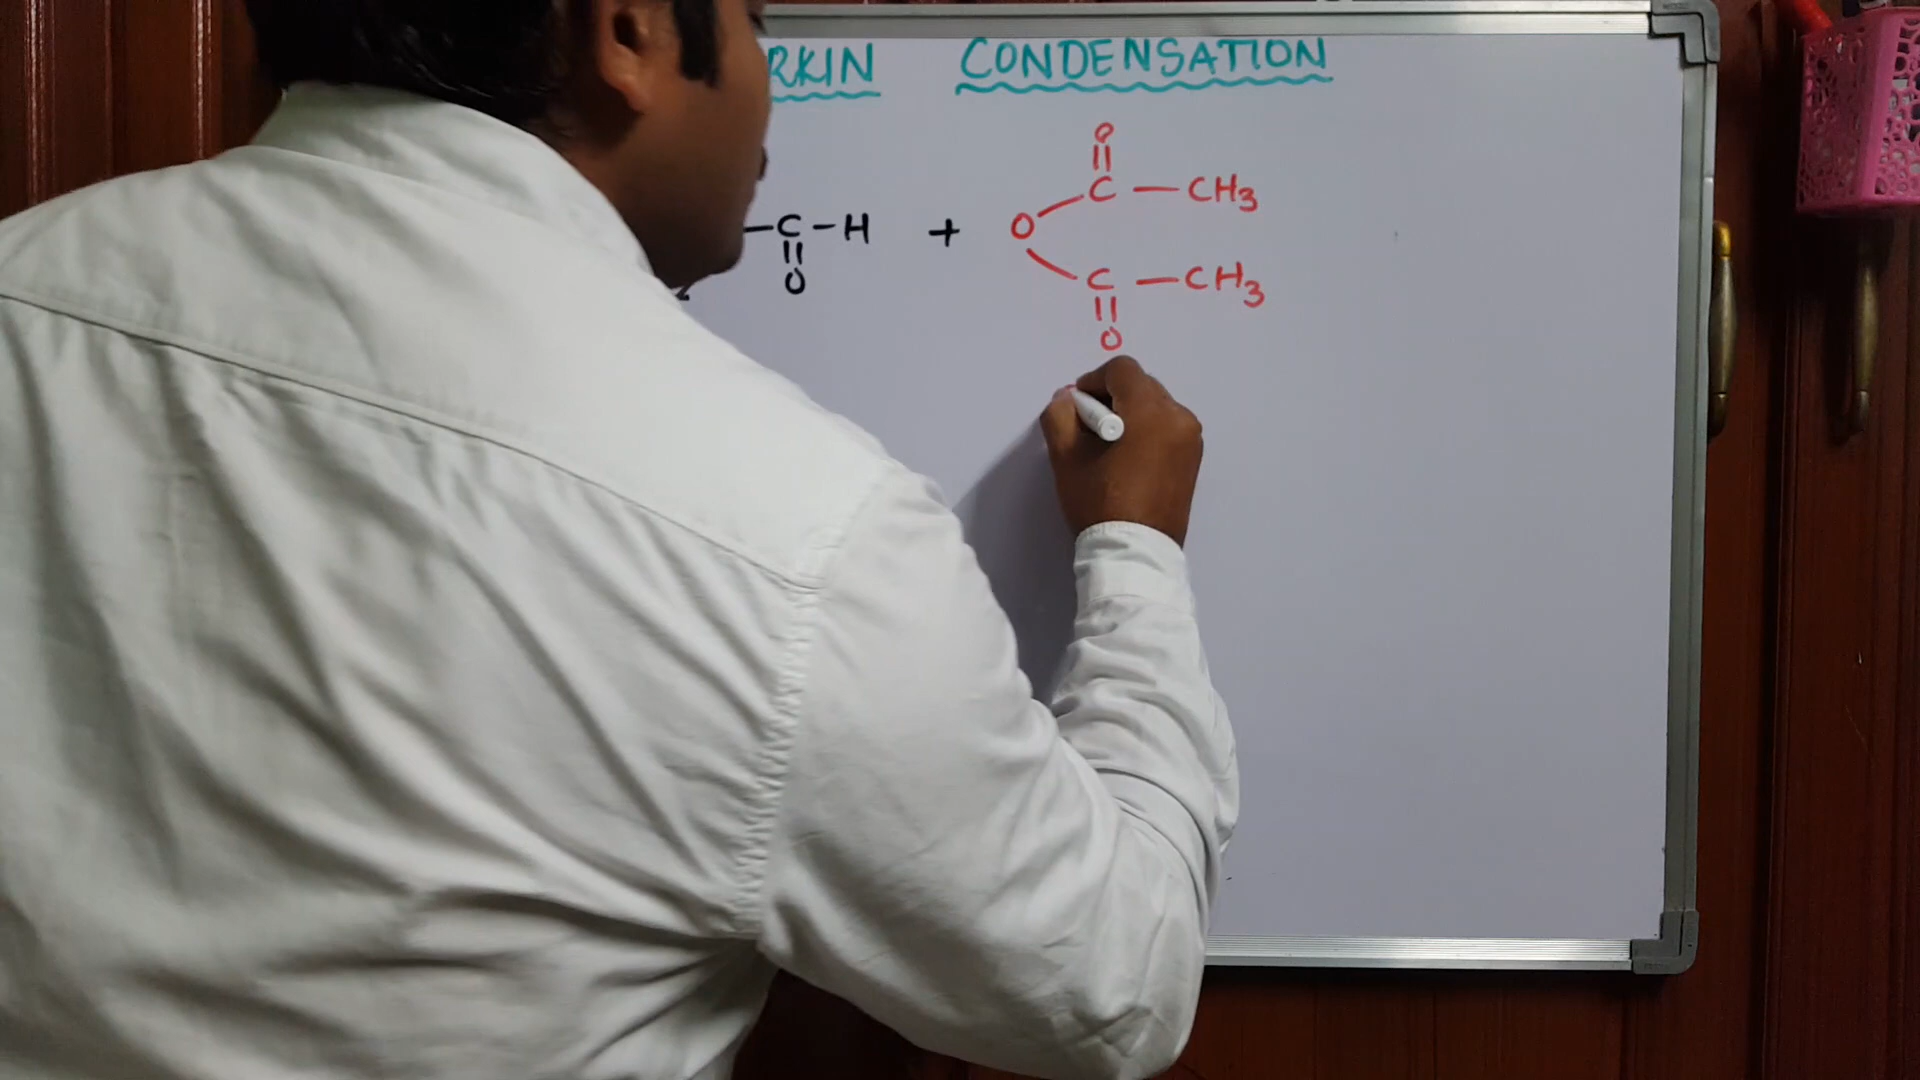 RKIN CONDENSATION
O
||
C — CH3
— C – H + O
||
O
C — CH3
||
O